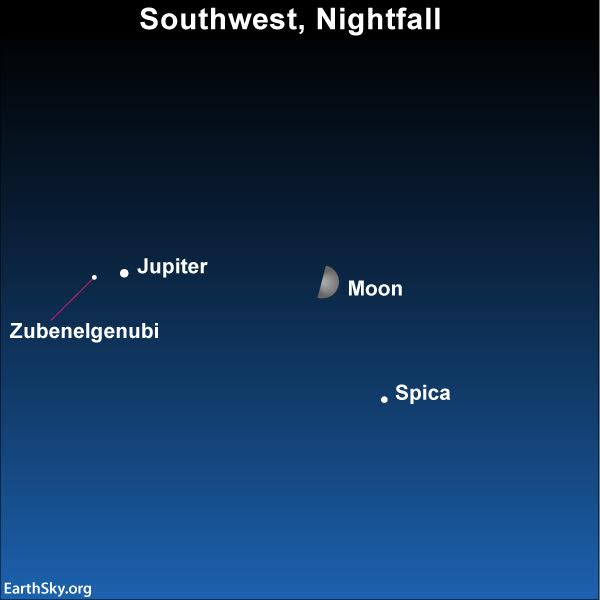 Southwest, Nightfall
Jupiter
Moon
Zubenelgenubi
Spica
EarthSky.org